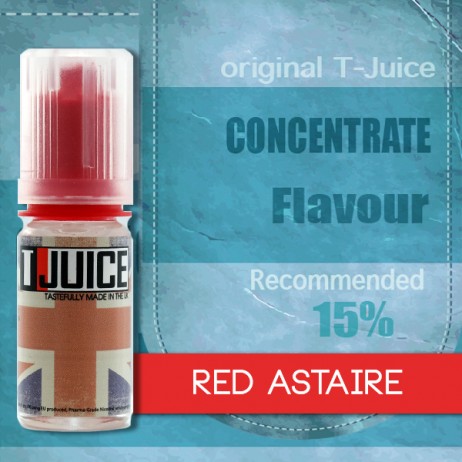 original T-Juice
CONCENTRATE
Flavour
Recommended
15%
RED ASTAIRE
T JUICE
TASTEFULLY MADE IN THE UK